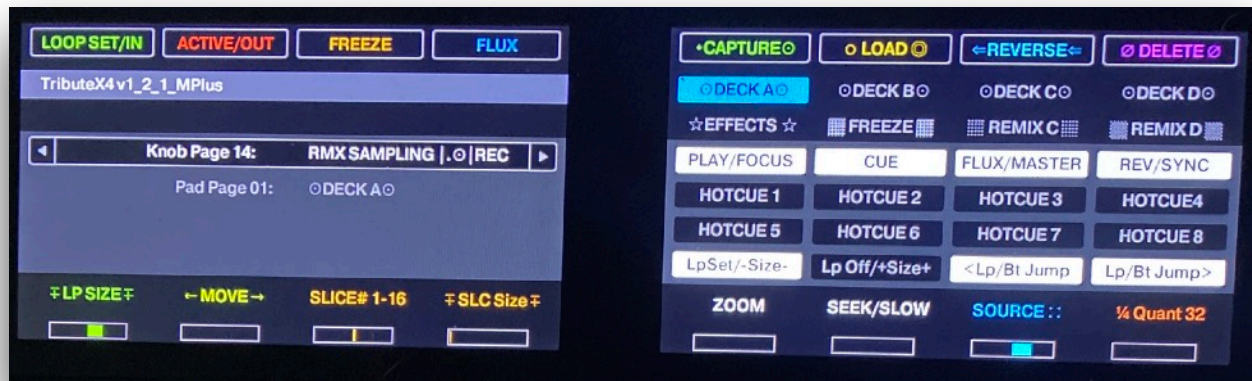 LOOP SET/IN ACTIVE/OUT FREEZE FLUX
TributeX4v1_2_1_MPlus
◀ Knob Page 14: RMX SAMPLING |.⊙|REC ▶
Pad Page 01: ⊙DECK A⊙
∓LP SIZE∓ ←MOVE→ SLICE# 1-16 ∓SLC Size∓
•CAPTURE⊙ o LOAD◎ ⇐REVERSE⇐ Ø DELETE Ø
⊙DECK A⊙ ⊙DECK B⊙ ⊙DECK C⊙ ⊙DECK D⊙
☆EFFECTS ☆ ▦FREEZE▦ ▦ REMIX C▦ ▩REMIX D▩
PLAY/FOCUS CUE FLUX/MASTER REV/SYNC
HOTCUE 1 HOTCUE 2 HOTCUE 3 HOTCUE4
HOTCUE 5 HOTCUE 6 HOTCUE 7 HOTCUE 8
LpSet/-Size- Lp Off/+Size+ <Lp/Bt Jump Lp/Bt Jump>
ZOOM SEEK/SLOW SOURCE:: ¼ Quant 32